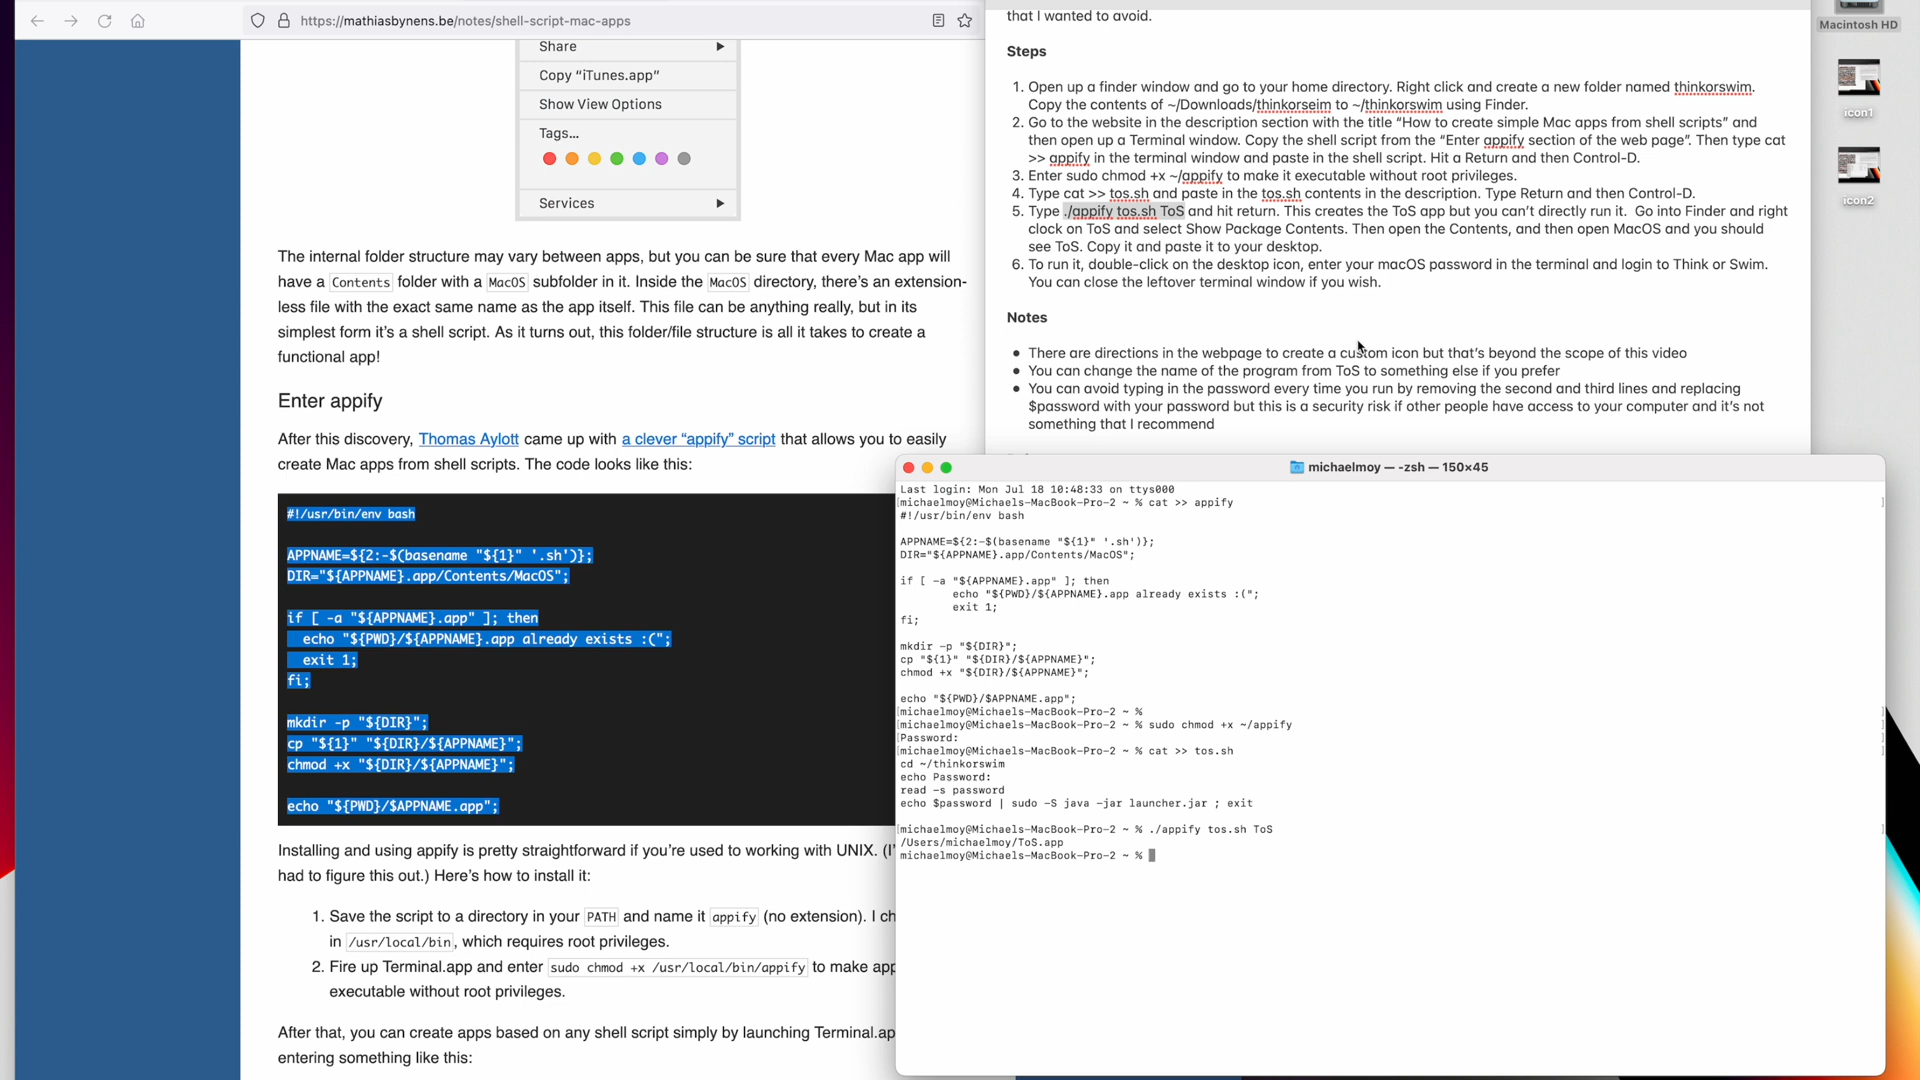 https://mathiasbynens.be/notes/shell-script-mac-apps
Share
Copy “iTunes.app”
Show View Options
Tags...
Services
The internal folder structure may vary between apps, but you can be sure that every Mac app will
have a Contents folder with a MacOS subfolder in it. Inside the MacOS directory, there’s an extension-
less file with the exact same name as the app itself. This file can be anything really, but in its
simplest form it’s a shell script. As it turns out, this folder/file structure is all it takes to create a
functional app!
Enter appify
After this discovery, Thomas Aylott came up with a clever “appify” script that allows you to easily
create Mac apps from shell scripts. The code looks like this:
#!/usr/bin/env bash
APPNAME=${2:-$(basename "${1}" '.sh')};
DIR="${APPNAME}.app/Contents/MacOS";
if [ -a "${APPNAME}.app" ]; then
echo "${PWD}/${APPNAME}.app already exists :(";
exit 1;
fi;
mkdir -p "${DIR}";
cp "${1}" "${DIR}/${APPNAME}";
chmod +x "${DIR}/${APPNAME}";
echo "${PWD}/$APPNAME.app";
Installing and using appify is pretty straightforward if you’re used to working with UNIX. (I’
had to figure this out.) Here’s how to install it:
1. Save the script to a directory in your PATH and name it appify (no extension). I ch
in /usr/local/bin, which requires root privileges.
2. Fire up Terminal.app and enter sudo chmod +x /usr/local/bin/appify to make app
executable without root privileges.
After that, you can create apps based on any shell script simply by launching Terminal.ap
entering something like this:
that I wanted to avoid.
Steps
1. Open up a finder window and go to your home directory. Right click and create a new folder named thinkorswim.
Copy the contents of ~/Downloads/thinkorseim to ~/thinkorswim using Finder.
2. Go to the website in the description section with the title “How to create simple Mac apps from shell scripts” and
then open up a Terminal window. Copy the shell script from the “Enter appify section of the web page”. Then type cat
>> appify in the terminal window and paste in the shell script. Hit a Return and then Control-D.
3. Enter sudo chmod +x ~/appify to make it executable without root privileges.
4. Type cat >> tos.sh and paste in the tos.sh contents in the description. Type Return and then Control-D.
5. Type ./appify tos.sh ToS and hit return. This creates the ToS app but you can’t directly run it. Go into Finder and right
clock on ToS and select Show Package Contents. Then open the Contents, and then open MacOS and you should
see ToS. Copy it and paste it to your desktop.
6. To run it, double-click on the desktop icon, enter your macOS password in the terminal and login to Think or Swim.
You can close the leftover terminal window if you wish.
Notes
• There are directions in the webpage to create a custom icon but that’s beyond the scope of this video
• You can change the name of the program from ToS to something else if you prefer
• You can avoid typing in the password every time you run by removing the second and third lines and replacing
$password with your password but this is a security risk if other people have access to your computer and it’s not
something that I recommend
michaelmoy — -zsh — 150×45
Last login: Mon Jul 18 10:48:33 on ttys000
[michaelmoy@Michaels-MacBook-Pro-2 ~ % cat >> appify ]
#!/usr/bin/env bash
APPNAME=${2:-$(basename "${1}" '.sh')};
DIR="${APPNAME}.app/Contents/MacOS";
if [ -a "${APPNAME}.app" ]; then
echo "${PWD}/${APPNAME}.app already exists :(";
exit 1;
fi;
mkdir -p "${DIR}";
cp "${1}" "${DIR}/${APPNAME}";
chmod +x "${DIR}/${APPNAME}";
echo "${PWD}/$APPNAME.app";
[michaelmoy@Michaels-MacBook-Pro-2 ~ % ]
[michaelmoy@Michaels-MacBook-Pro-2 ~ % sudo chmod +x ~/appify ]
[Password: ]
[michaelmoy@Michaels-MacBook-Pro-2 ~ % cat >> tos.sh ]
cd ~/thinkorswim
echo Password:
read -s password
echo $password | sudo -S java -jar launcher.jar ; exit
[michaelmoy@Michaels-MacBook-Pro-2 ~ % ./appify tos.sh ToS ]
/Users/michaelmoy/ToS.app
michaelmoy@Michaels-MacBook-Pro-2 ~ %
Macintosh HD
icon1
icon2